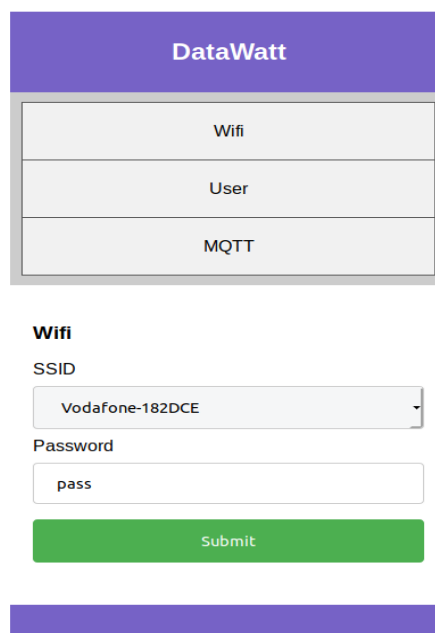 DataWatt
Wifi
User
MQTT
Wifi
SSID
Vodafone-182DCE
Password
pass
Submit